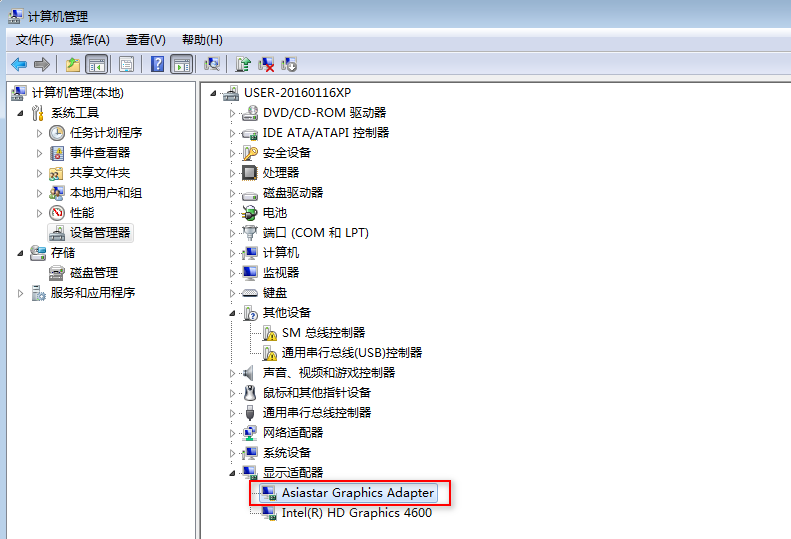 计算机管理
文件(F) 操作(A) 查看(V) 帮助(H)
计算机管理(本地)
系统工具
任务计划程序
事件查看器
共享文件夹
本地用户和组
性能
设备管理器
存储
磁盘管理
服务和应用程序
USER-20160116XP
DVD/CD-ROM 驱动器
IDE ATA/ATAPI 控制器
安全设备
处理器
磁盘驱动器
电池
端口 (COM 和 LPT)
计算机
监视器
键盘
其他设备
SM 总线控制器
通用串行总线(USB)控制器
声音、视频和游戏控制器
鼠标和其他指针设备
通用串行总线控制器
网络适配器
系统设备
显示适配器
Asiastar Graphics Adapter
Intel(R) HD Graphics 4600